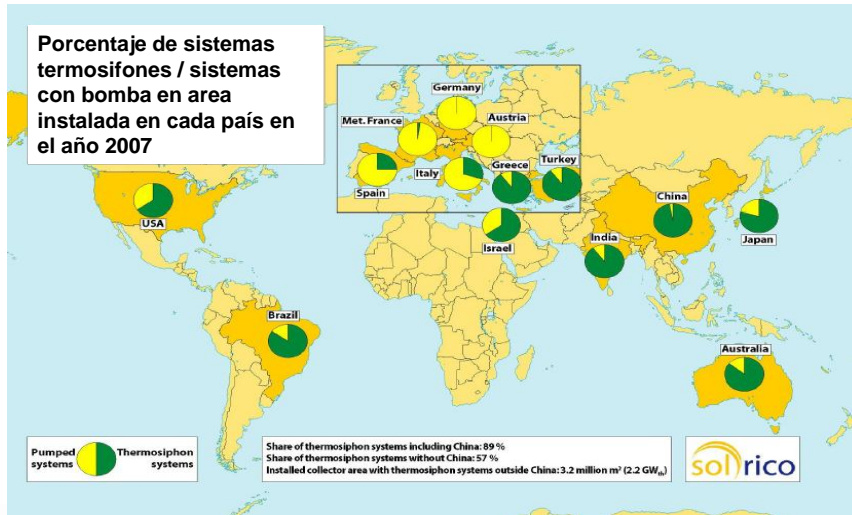 Porcentaje de sistemas
termosifones / sistemas
con bomba en area
instalada en cada país en
el año 2007
Germany
Met. France
Austria
Spain
Italy
Greece
Turkey
USA
Israel
India
China
Japan
Brazil
Australia
Pumped systems
Thermosiphon systems
Share of thermosiphon systems including China: 89 %
Share of thermosiphon systems without China: 57 %
Installed collector area with thermosiphon systems outside China: 3.2 million m² (2.2 GWth)
solrico